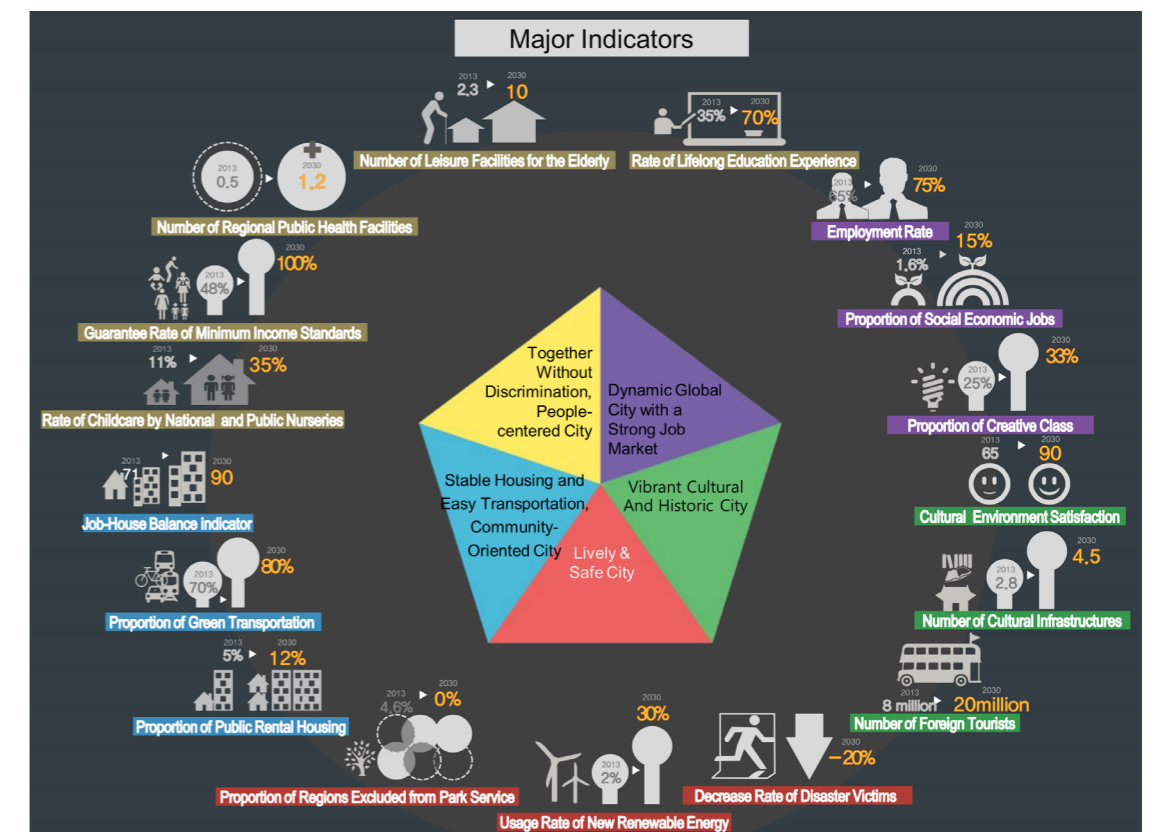 Major Indicators
2013 2030
2.3 10
Number of Leisure Facilities for the Elderly
2013 2030
35% 70%
Rate of Lifelong Education Experience
2013 2030
65% 75%
Employment Rate
2013 2030
1.6% 15%
Proportion of Social Economic Jobs
2013 2030
25% 33%
Proportion of Creative Class
2013 2030
65 90
Cultural Environment Satisfaction
2013 2030
2.8 4.5
Number of Cultural Infrastructures
2013 2030
8 million 20million
Number of Foreign Tourists
2030
-20%
Decrease Rate of Disaster Victims
2013 2030
2% 30%
Usage Rate of New Renewable Energy
2013 2030
4.6% 0%
Proportion of Regions Excluded from Park Service
2013 2030
5% 12%
Proportion of Public Rental Housing
2013 2030
70% 80%
Proportion of Green Transportation
2013 2030
71 90
Job-House Balance Indicator
2013 2030
11% 35%
Rate of Childcare by National and Public Nurseries
2013 2030
48% 100%
Guarantee Rate of Minimum Income Standards
2013 2030
0.5 1.2
Number of Regional Public Health Facilities
Together
Without
Discrimination,
People-
centered City
Dynamic Global
City with a
Strong Job
Market
Vibrant Cultural
And Historic City
Lively &
Safe City
Stable Housing and
Easy Transportation,
Community-
Oriented City